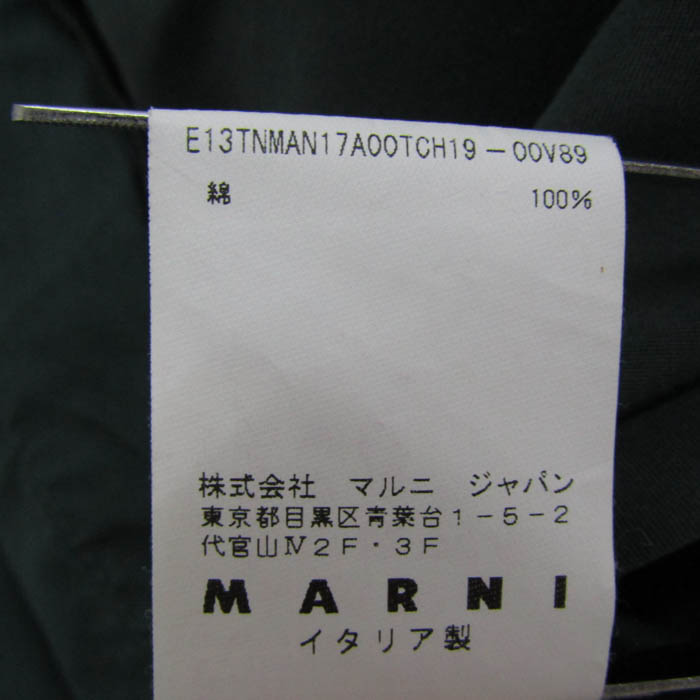 E13TNMAN17A00TCH19-00V89
綿 100%
株式会社 マルニ ジャパン
東京都目黒区青葉台1-5-2
代官山Ⅳ2F・3F
MARNI
イタリア製